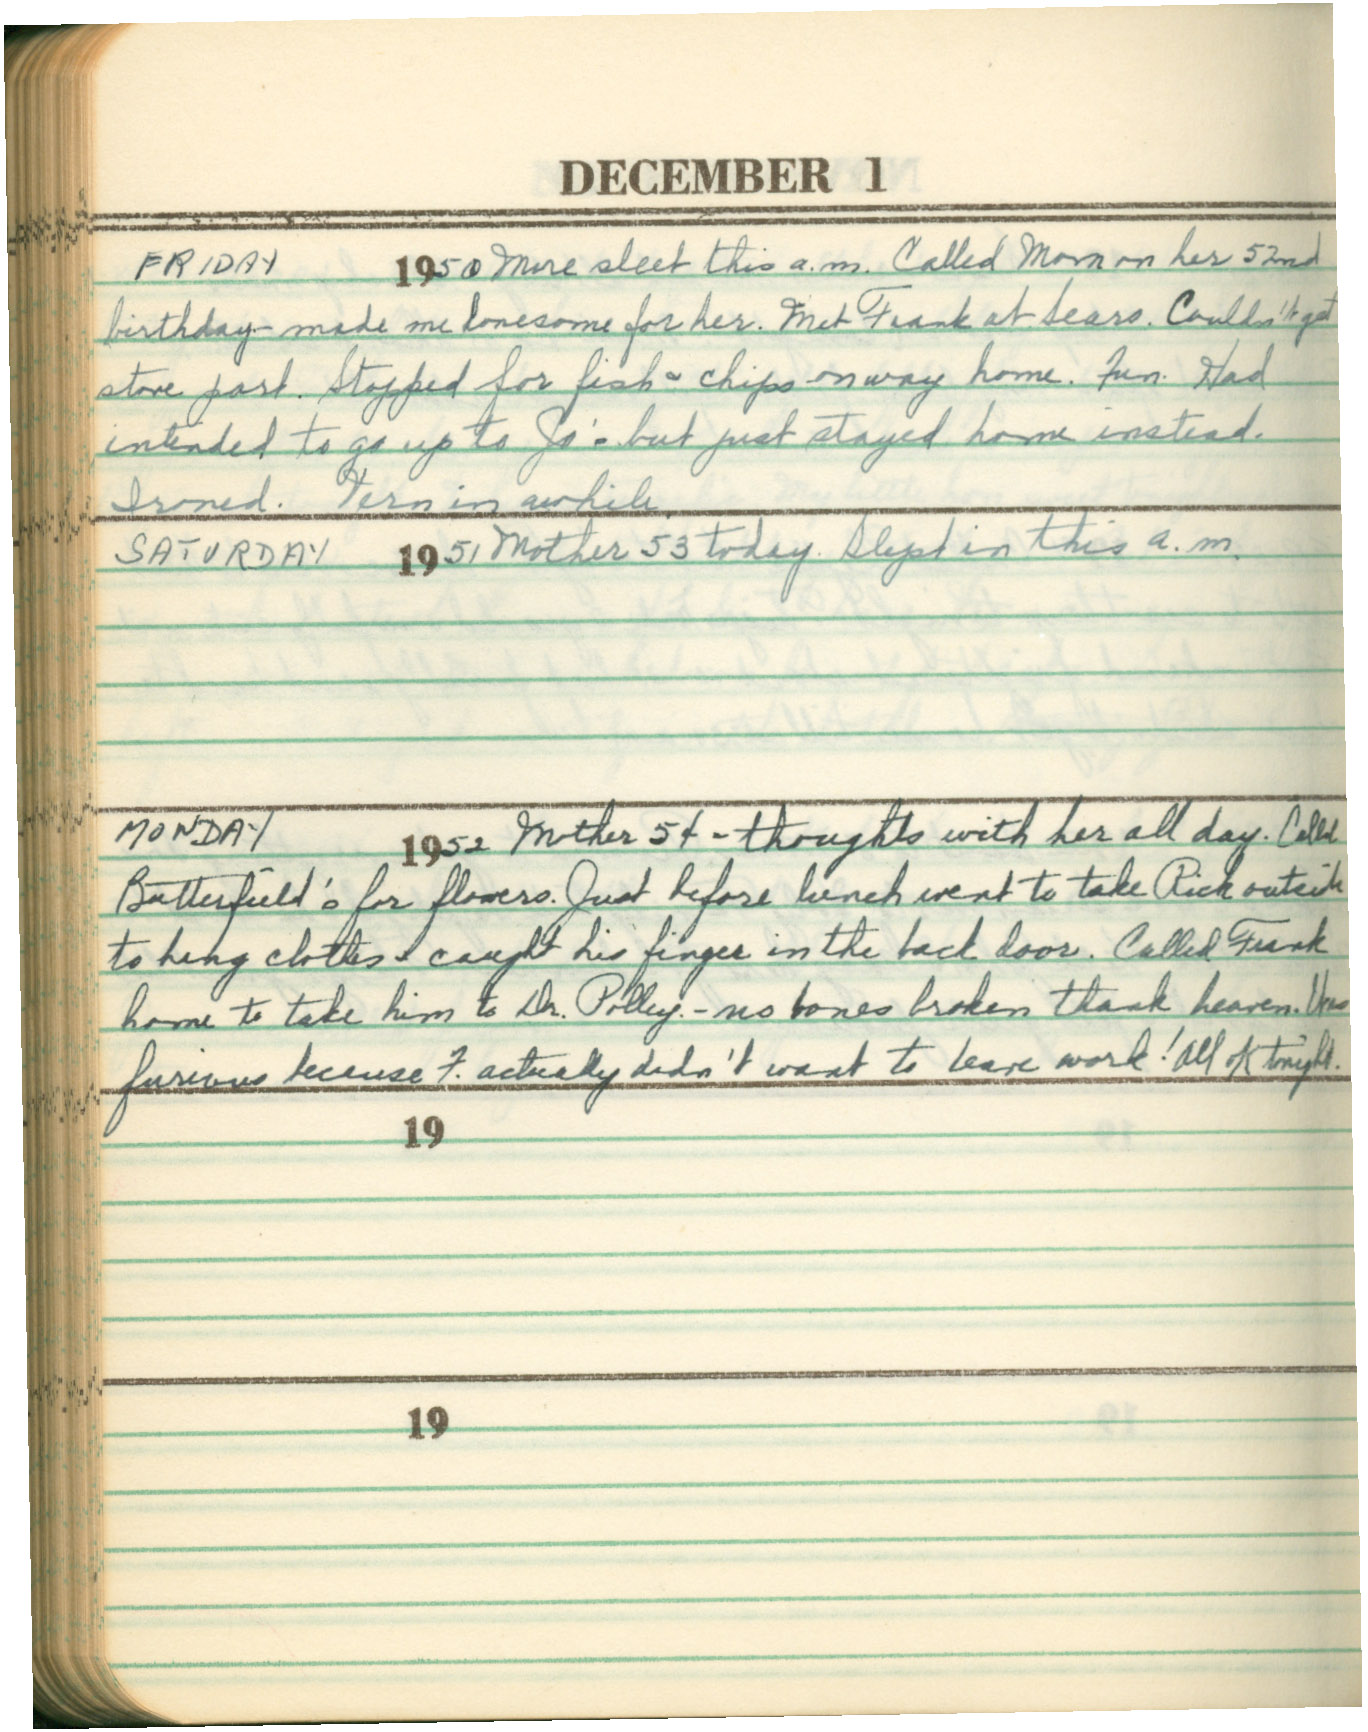 DECEMBER 1
FRIDAY 1950 More sleet this a.m. Called Mom on her 52nd
birthday - made me lonesome for her. Met Frank at Sears. Couldn't get
stove part. Stopped for fish & chips on way home. Fun. Had
intended to go up to Jo's - but just stayed home instead.
Ironed. Vern in awhile.
SATURDAY 1951 Mother 53 today. Slept in this a.m.
MONDAY 1952 Mother 54 - thoughts with her all day. Called
Butterfield's for flowers. Just before lunch went to take Rick outside
to hang clothes & caught his finger in the back door. Called Frank
home to take him to Dr. Polley. - no bones broken thank heaven. Was
furious because F. actually didn't want to leave work! All ok tonight.
19
19